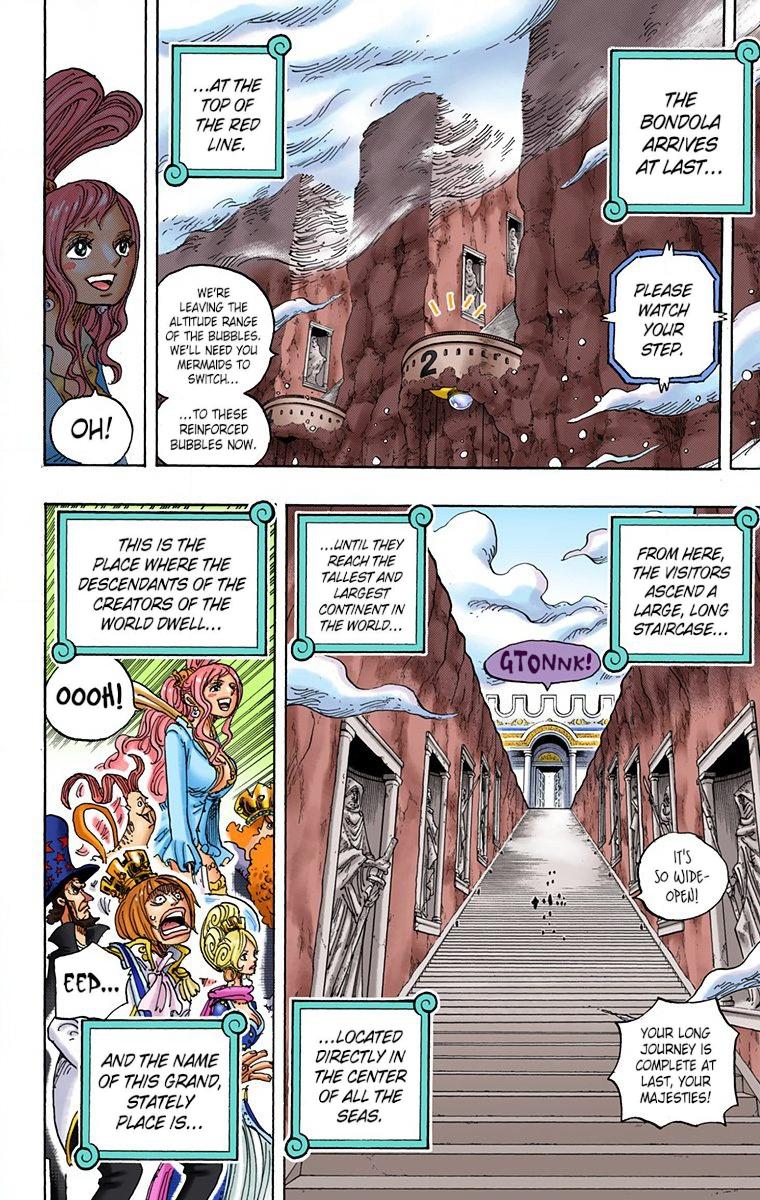 THE
BONDOLA
ARRIVES
AT LAST...
...AT THE
TOP OF
THE RED
LINE.
PLEASE
WATCH
YOUR
STEP.
2
WE'RE
LEAVING THE
ALTITUDE RANGE
OF THE BUBBLES.
WE'LL NEED YOU
MERMAIDS TO
SWITCH...
...TO THESE
REINFORCED
BUBBLES NOW.
OH!
FROM HERE,
THE VISITORS
ASCEND A
LARGE, LONG
STAIRCASE...
...UNTIL THEY
REACH THE
TALLEST AND
LARGEST
CONTINENT IN
THE WORLD...
GTONNK!
IT'S
SO WIDE-
OPEN!
YOUR LONG
JOURNEY IS
COMPLETE AT
LAST, YOUR
MAJESTIES!
...LOCATED
DIRECTLY IN
THE CENTER
OF ALL THE
SEAS.
THIS IS THE
PLACE WHERE THE
DESCENDANTS OF THE
CREATORS OF THE
WORLD DWELL...
OOOH!
EEP...
AND THE NAME
OF THIS GRAND,
STATELY
PLACE IS...